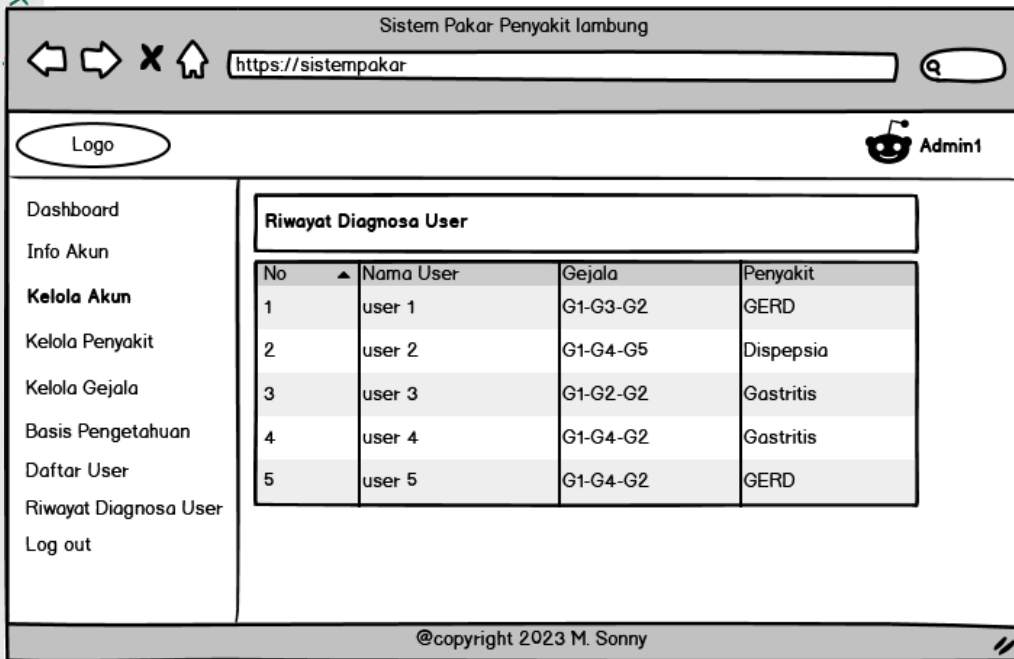 Sistem Pakar Penyakit lambung
https://sistempakar
Logo
Admin1
Dashboard
Info Akun
Kelola Akun
Kelola Penyakit
Kelola Gejala
Basis Pengetahuan
Daftar User
Riwayat Diagnosa User
Log out
Riwayat Diagnosa User
No Nama User Gejala Penyakit
1 user 1 G1-G3-G2 GERD
2 user 2 G1-G4-G5 Dispepsia
3 user 3 G1-G2-G2 Gastritis
4 user 4 G1-G4-G2 Gastritis
5 user 5 G1-G4-G2 GERD
@copyright 2023 M. Sonny